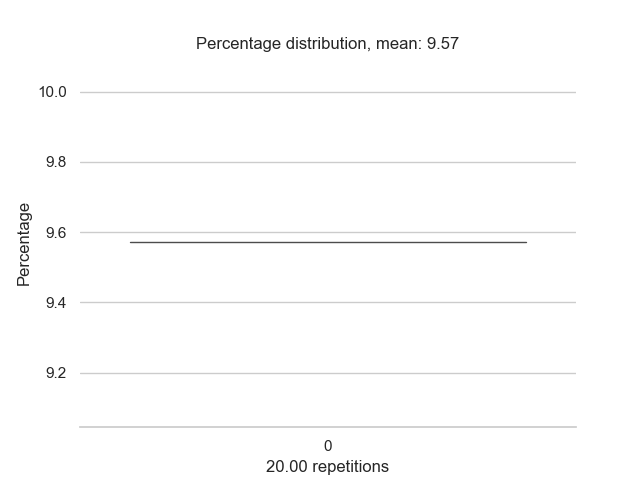 Percentage distribution, mean: 9.57
10.0
9.8
9.6
9.4
9.2
Percentage
0
20.00 repetitions